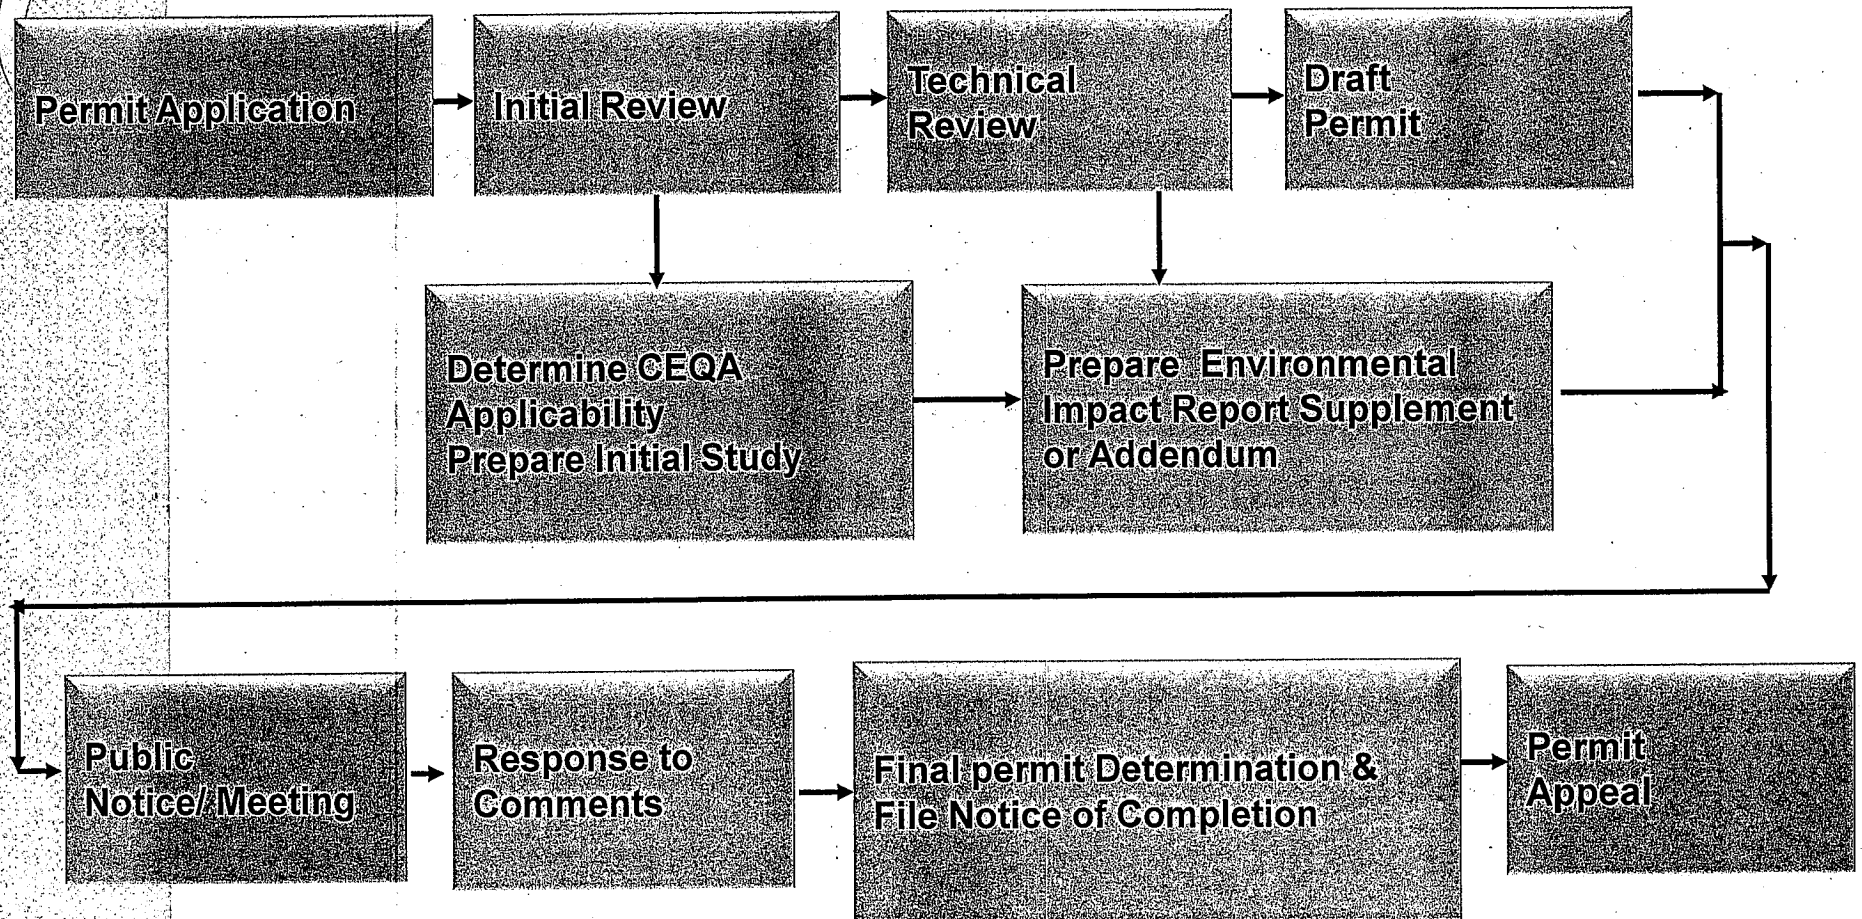 Permit Application
Initial Review
Technical
Review
Draft
Permit
Determine CEQA
Applicability
Prepare Initial Study
Prepare Environmental
Impact Report Supplement
or Addendum
Public
Notice/ Meeting
Response to
Comments
Final permit Determination &
File Notice of Completion
Permit
Appeal